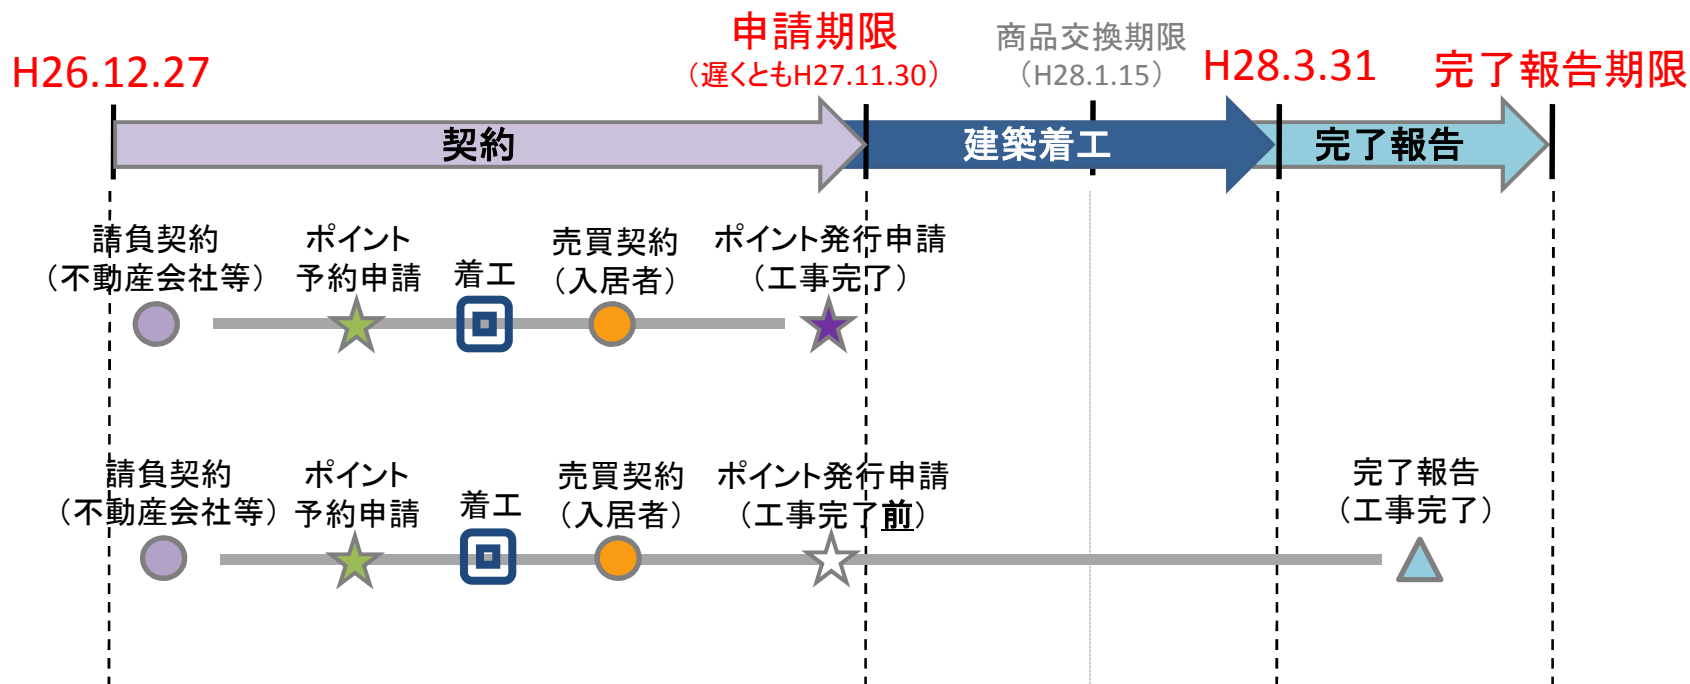 H26.12.27
申請期限
（遅くともH27.11.30）
商品交換期限
（H28.1.15）
H28.3.31
完了報告期限
契約
建築着工
完了報告
請負契約
（不動産会社等）
ポイント
予約申請
着工
売買契約
（入居者）
ポイント発行申請
（工事完了）
請負契約
（不動産会社等）
ポイント
予約申請
着工
売買契約
（入居者）
ポイント発行申請
（工事完了前）
完了報告
（工事完了）